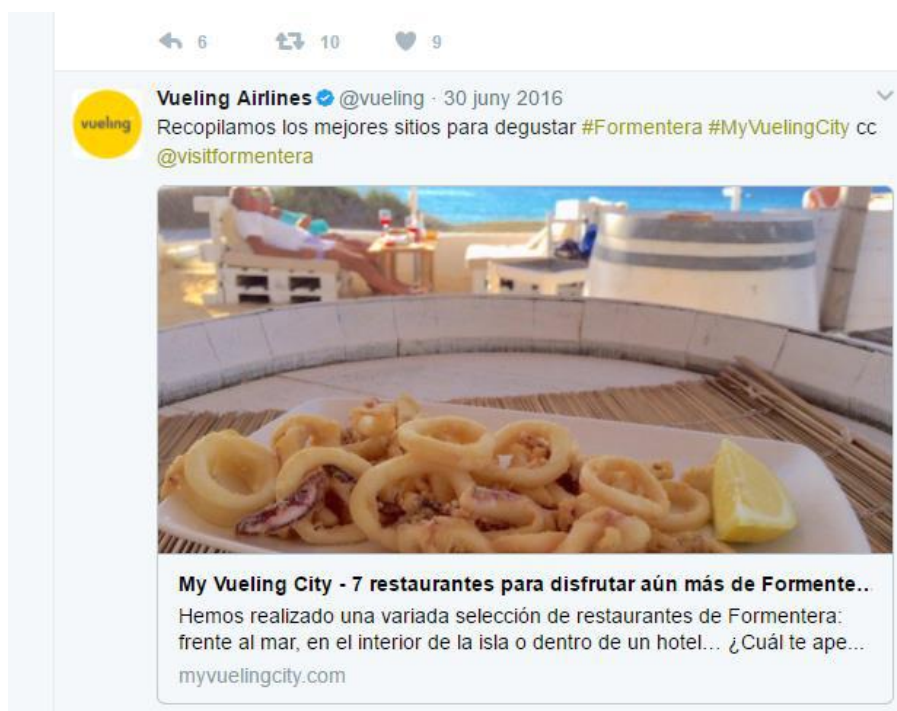 6 10 9
Vueling Airlines @vueling · 30 juny 2016
vueling
Recopilamos los mejores sitios para degustar #Formentera #MyVuelingCity cc
@visitformentera
My Vueling City - 7 restaurantes para disfrutar aún más de Formente...
Hemos realizado una variada selección de restaurantes de Formentera:
frente al mar, en el interior de la isla o dentro de un hotel... ¿Cuál te ape...
myvuelingcity.com